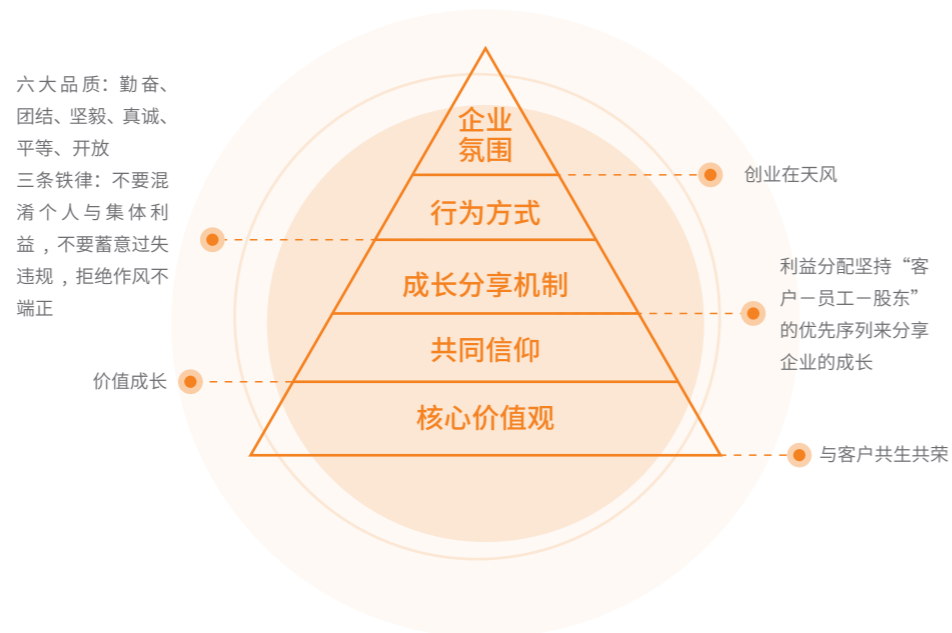 六大品质：勤奋、
团结、坚毅、真诚、
平等、开放
三条铁律：不要混
淆个人与集体利
益，不要蓄意过失
违规，拒绝作风不
端正
价值成长
企业
氛围
行为方式
成长分享机制
共同信仰
核心价值观
创业在天风
利益分配坚持“客
户－员工－股东”
的优先序列来分享
企业的成长
与客户共生共荣